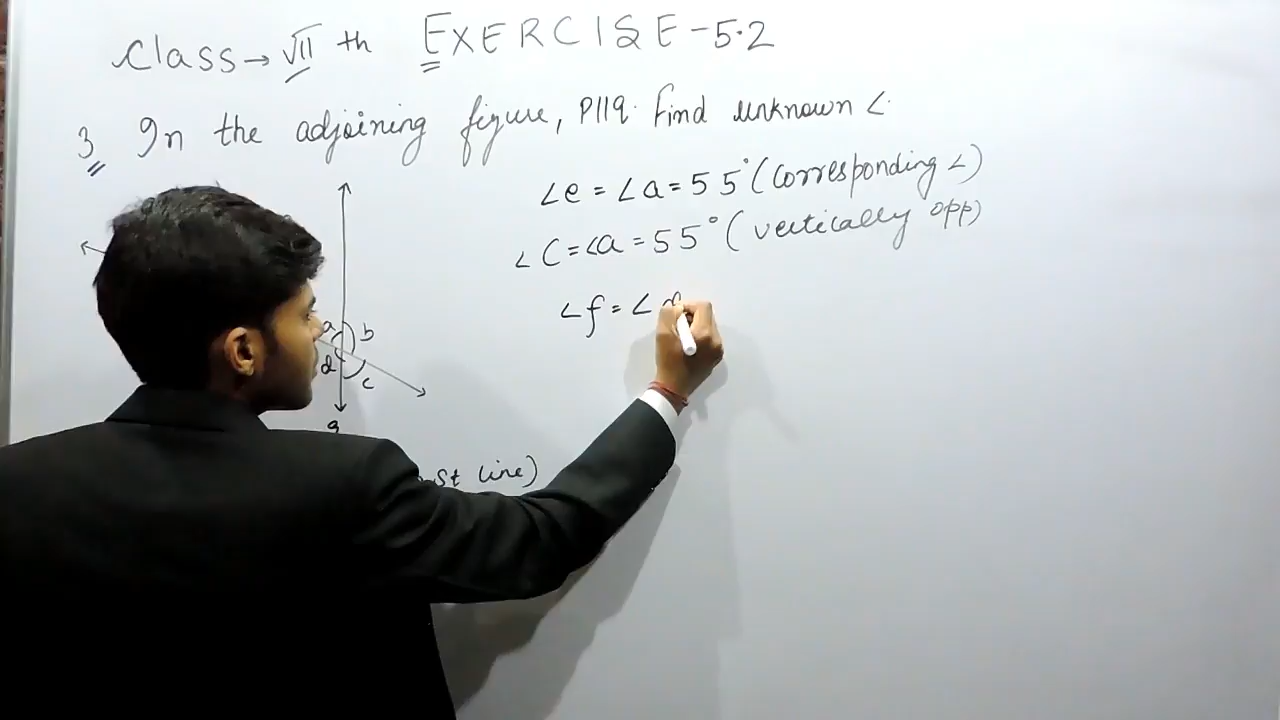 Class → VII th EXERCISE - 5.2
3 In the adjoining figure, P||q. Find unknown ∠.
∠e = ∠a = 55° (corresponding ∠)
∠C = ∠a = 55° (vertically opp)
∠f = ∠
a b
d c
q
st line)